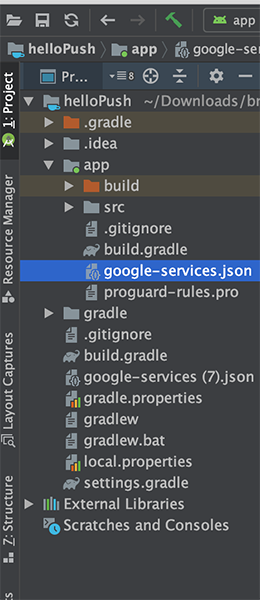 app
helloPush
app
google-se
Pr...
8
helloPush ~/Downloads/br
.gradle
.idea
app
build
src
.gitignore
build.gradle
google-services.json
proguard-rules.pro
gradle
.gitignore
build.gradle
google-services (7).json
gradle.properties
gradlew
gradlew.bat
local.properties
settings.gradle
External Libraries
Scratches and Consoles
1: Project
Resource Manager
Layout Captures
Z: Structure